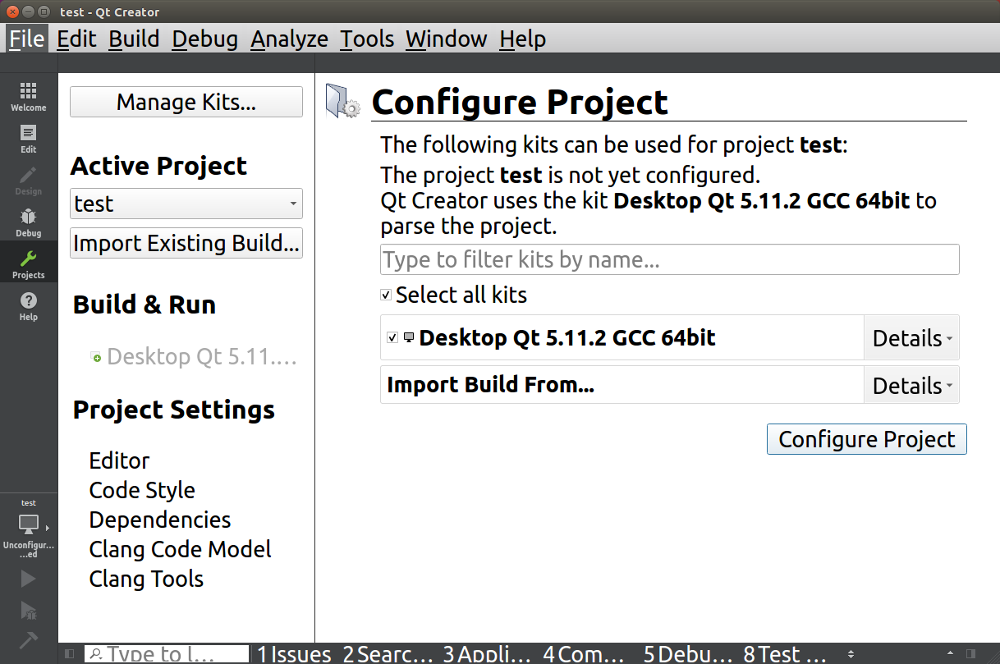 test - Qt Creator
File Edit Build Debug Analyze Tools Window Help
Welcome
Edit
Design
Debug
Projects
Help
test
Unconfigur...
...ed
Manage Kits...
Active Project
test
Import Existing Build...
Build & Run
Desktop Qt 5.11....
Project Settings
Editor
Code Style
Dependencies
Clang Code Model
Clang Tools
Configure Project
The following kits can be used for project test:
The project test is not yet configured.
Qt Creator uses the kit Desktop Qt 5.11.2 GCC 64bit to
parse the project.
Type to filter kits by name...
Select all kits
Desktop Qt 5.11.2 GCC 64bit Details
Import Build From... Details
Configure Project
Type to l... 1 Issues 2 Searc... 3 Appli... 4 Com... 5 Debu... 8 Test ...